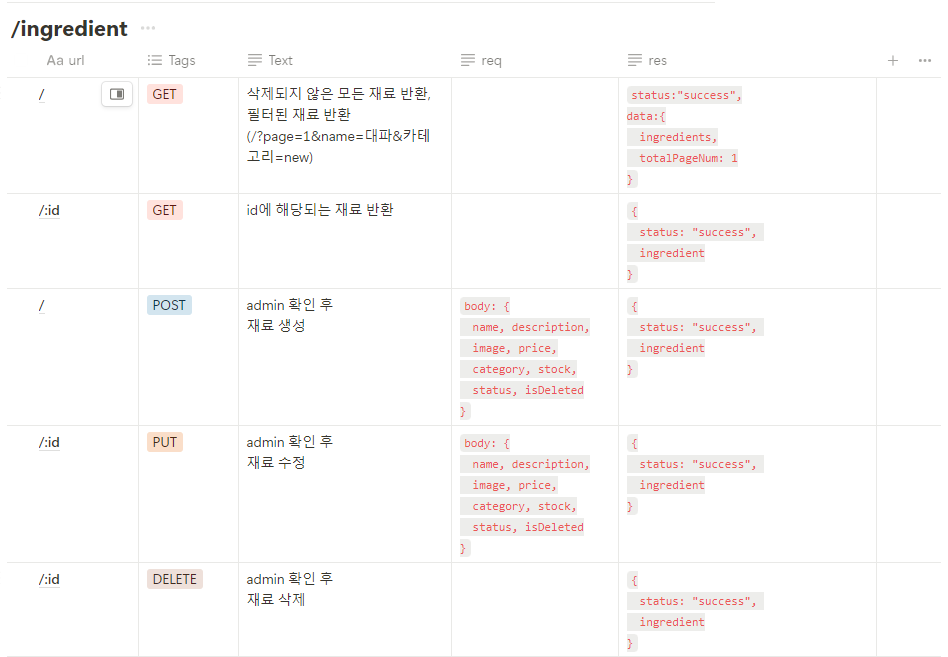 /ingredient
Aa url
Tags
Text
req
res
/
GET
삭제되지 않은 모든 재료 반환,
필터된 재료 반환
(/?page=1&name=대파&카테
고리=new)
status:"success",
data:{
ingredients,
totalPageNum: 1
}
/:id
GET
id에 해당되는 재료 반환
{
status: "success",
ingredient
}
/
POST
admin 확인 후
재료 생성
body: {
name, description,
image, price,
category, stock,
status, isDeleted
}
{
status: "success",
ingredient
}
/:id
PUT
admin 확인 후
재료 수정
body: {
name, description,
image, price,
category, stock,
status, isDeleted
}
{
status: "success",
ingredient
}
/:id
DELETE
admin 확인 후
재료 삭제
{
status: "success",
ingredient
}